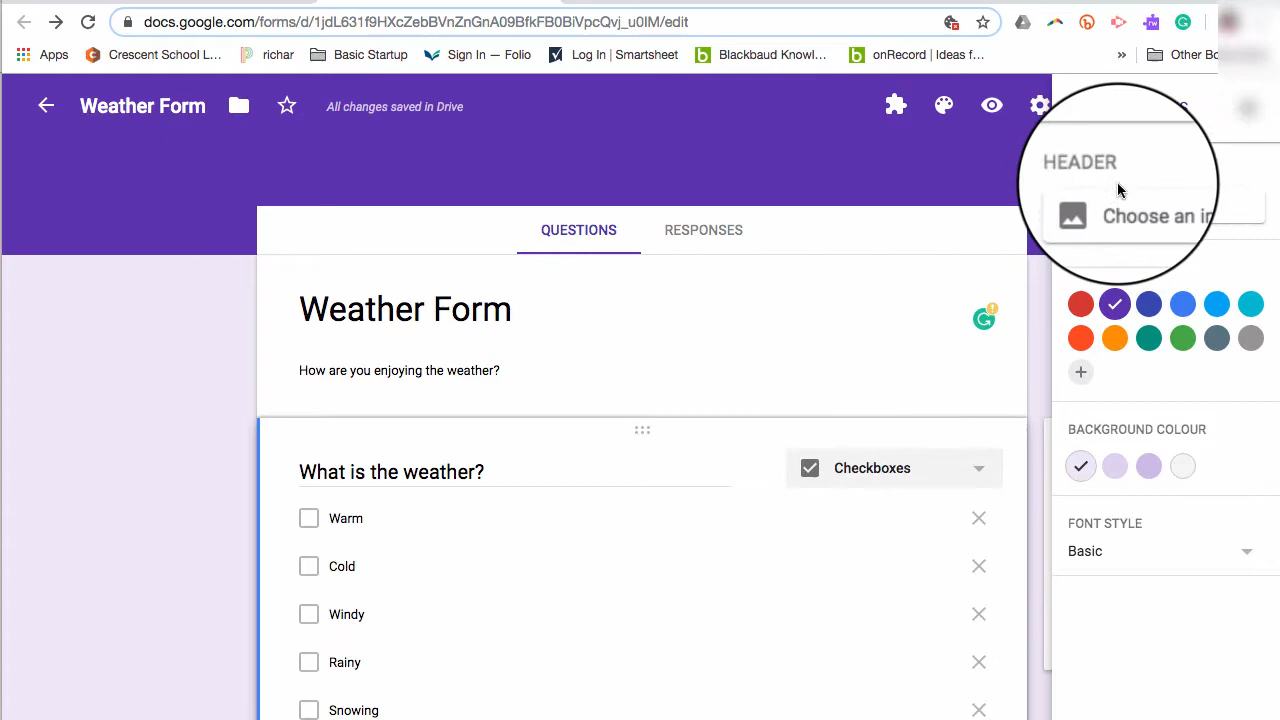 docs.google.com/forms/d/1jdL631f9HXcZebBVnZnGnA09BfkFB0BiVpcQvj_u0lM/edit
Apps Crescent School L... richar Basic Startup Sign In — Folio Log In | Smartsheet Blackbaud Knowl... onRecord | Ideas f... » Other Bo
Weather Form All changes saved in Drive
HEADER
Choose an
QUESTIONS RESPONSES
Weather Form
How are you enjoying the weather?
BACKGROUND COLOUR
What is the weather? Checkboxes
Warm
FONT STYLE
Basic
Cold
Windy
Rainy
Snowing